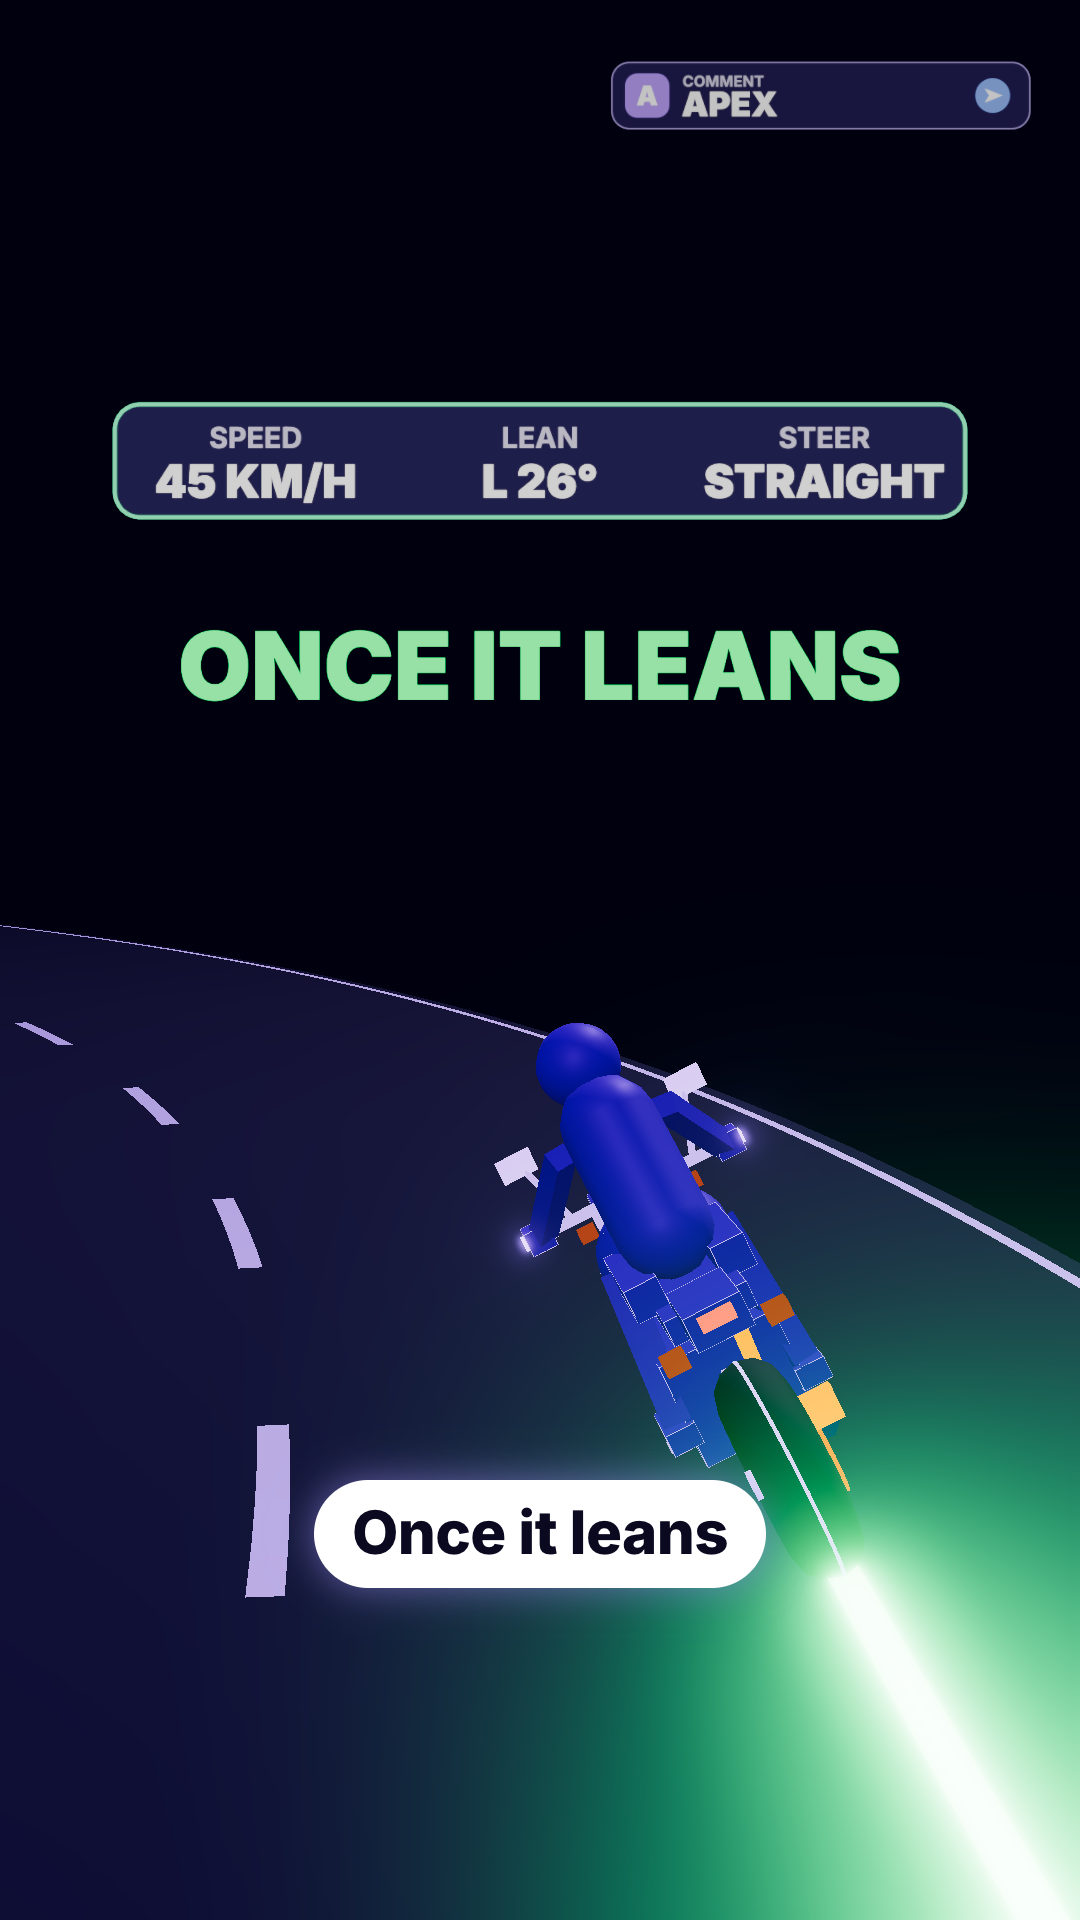 A
COMMENT
APEX
SPEED
45 KM/H
LEAN
L 26°
STEER
STRAIGHT
ONCE IT LEANS
Once it leans